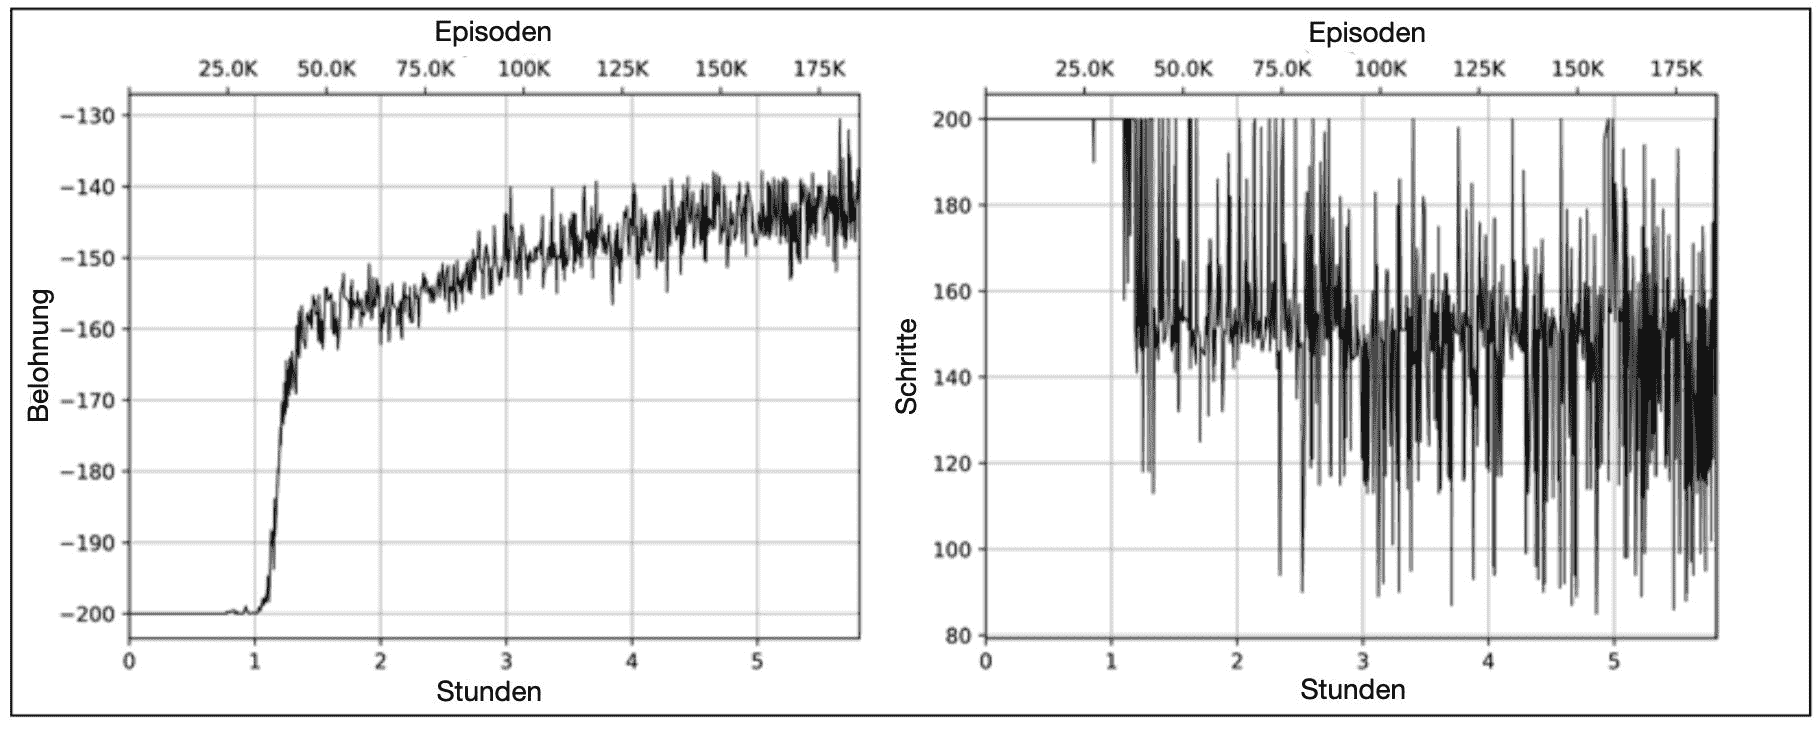 Episoden
25.0K 50.0K 75.0K 100K 125K 150K 175K
−130
−140
−150
−160
−170
−180
−190
−200
Belohnung
0 1 2 3 4 5
Stunden
Episoden
25.0K 50.0K 75.0K 100K 125K 150K 175K
200
180
160
140
120
100
80
Schritte
0 1 2 3 4 5
Stunden